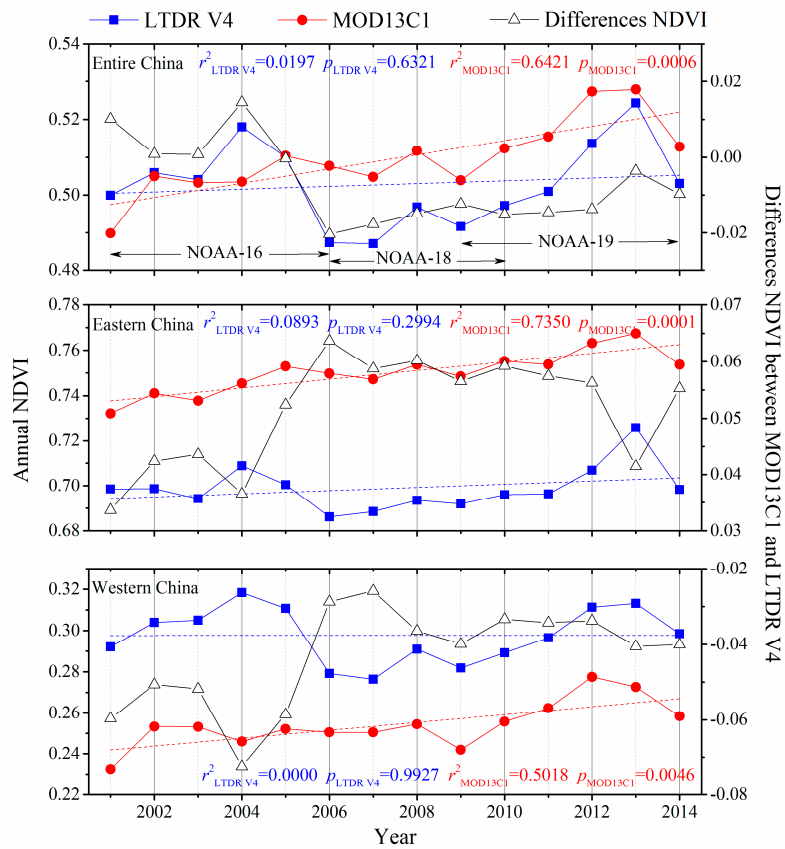 LTDR V4 MOD13C1 Differences NDVI
0.54
0.52
0.50
0.48
Entire China
r²LTDR V4=0.0197 pLTDR V4=0.6321 r²MOD13C1=0.6421 pMOD13C1=0.0006
NOAA-16
NOAA-18
NOAA-19
0.02
0.00
-0.02
0.78
0.76
0.74
0.72
0.70
0.68
Eastern China
r²LTDR V4=0.0893 pLTDR V4=0.2994 r²MOD13C1=0.7350 pMOD13C1=0.0001
0.07
0.06
0.05
0.04
0.03
0.32
0.30
0.28
0.26
0.24
0.22
Western China
r²LTDR V4=0.0000 pLTDR V4=0.9927 r²MOD13C1=0.5018 pMOD13C1=0.0046
-0.02
-0.04
-0.06
-0.08
2002 2004 2006 2008 2010 2012 2014
Year
Annual NDVI
Differences NDVI between MOD13C1 and LTDR V4